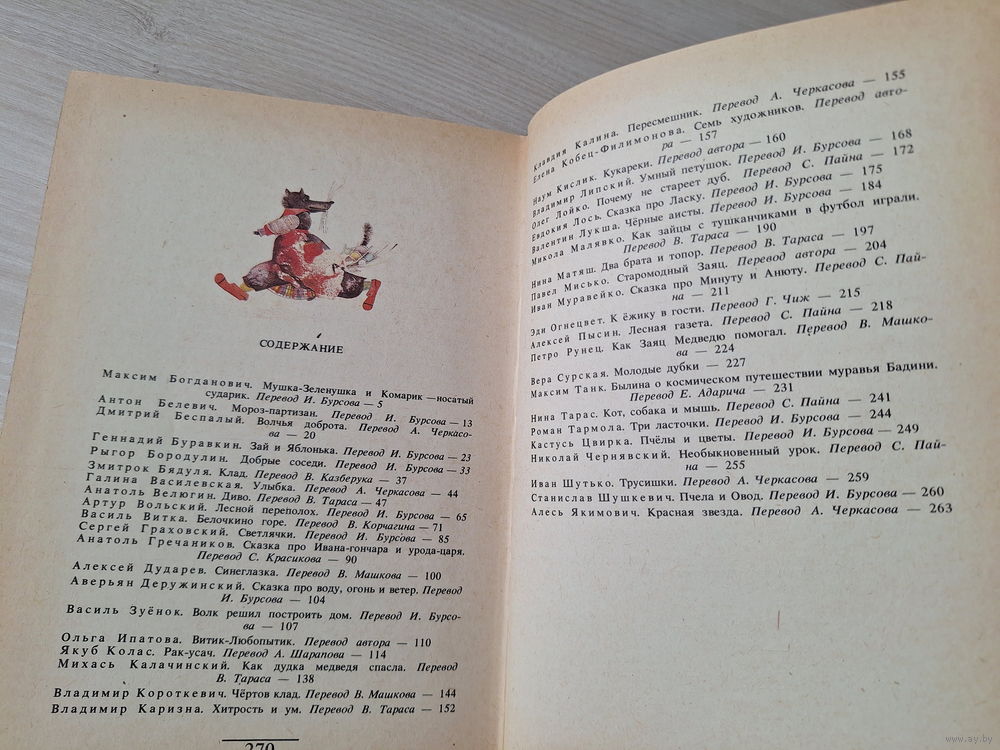 СОДЕРЖАНИЕ
Максим Богданович. Мушка-Зеленушка и Комарик —носатый
сударик. Перевод И. Бурсова — 5
Антон Белевич. Мороз-партизан. Перевод И. Бурсова — 13
Дмитрий Беспалый. Волчья доброта. Перевод А. Черкасо-
ва — 20
Геннадий Буравкин. Зай и Яблонька. Перевод И. Бурсова — 23
Рыгор Бородулин. Добрые соседи. Перевод И. Бурсова — 33
Змитрок Бядуля. Клад. Перевод В. Казберука — 37
Галина Василевская. Улыбка. Перевод А. Черкасова — 44
Анатоль Велюгин. Диво. Перевод В. Тараса — 47
Артур Вольский. Лесной переполох. Перевод И. Бурсова — 65
Василь Витка. Белочкино горе. Перевод В. Корчагина — 71
Сергей Граховский. Светлячки. Перевод И. Бурсова — 85
Анатоль Гречаников. Сказка про Ивана-гончара и урода-царя.
Перевод С. Красикова — 90
Алексей Дударев. Синеглазка. Перевод В. Машкова — 100
Аверьян Деружинский. Сказка про воду, огонь и ветер. Перевод
И. Бурсова — 104
Василь Зуёнок. Волк решил построить дом. Перевод И. Бурсо-
ва — 107
Ольга Ипатова. Витик-Любопытик. Перевод автора — 110
Якуб Колас. Рак-усач. Перевод А. Шарапова — 114
Михась Калачинский. Как дудка медведя спасла. Перевод
В. Тараса — 138
Владимир Короткевич. Чёртов клад. Перевод В. Машкова — 144
Владимир Каризна. Хитрость и ум. Перевод В. Тараса — 152
270
Клавдия Калина. Пересмешник. Перевод А. Черкасова — 155
Елена Кобец-Филимонова. Семь художников. Перевод авто-
ра — 157
Наум Кислик. Кукареки. Перевод автора — 160
Владимир Липский. Умный петушок. Перевод И. Бурсова — 168
Олег Лойко. Почему не стареет дуб. Перевод С. Пайна — 172
Евдокия Лось. Сказка про Ласку. Перевод И. Бурсова — 175
Валентин Лукша. Чёрные аисты. Перевод И. Бурсова — 184
Микола Малявко. Как зайцы с тушканчиками в футбол играли.
Перевод В. Тараса — 190
Нина Матяш. Два брата и топор. Перевод В. Тараса — 197
Павел Мисько. Старомодный Заяц. Перевод автора — 204
Иван Муравейко. Сказка про Минуту и Анюту. Перевод С. Пай-
на — 211
Эди Огнецвет. К ёжику в гости. Перевод Г. Чиж — 215
Алексей Пысин. Лесная газета. Перевод С. Пайна — 218
Петро Рунец. Как Заяц Медведю помогал. Перевод В. Машко-
ва — 224
Вера Сурская. Молодые дубки — 227
Максим Танк. Былина о космическом путешествии муравья Бадини.
Перевод Е. Адарича — 231
Нина Тарас. Кот, собака и мышь. Перевод С. Пайна — 241
Роман Тармола. Три ласточки. Перевод И. Бурсова — 244
Кастусь Цвирка. Пчёлы и цветы. Перевод И. Бурсова — 249
Николай Чернявский. Необыкновенный урок. Перевод С. Пай-
на — 255
Иван Шутько. Трусишки. Перевод А. Черкасова — 259
Станислав Шушкевич. Пчела и Овод. Перевод И. Бурсова — 260
Алесь Якимович. Красная звезда. Перевод А. Черкасова — 263
www.ay.by